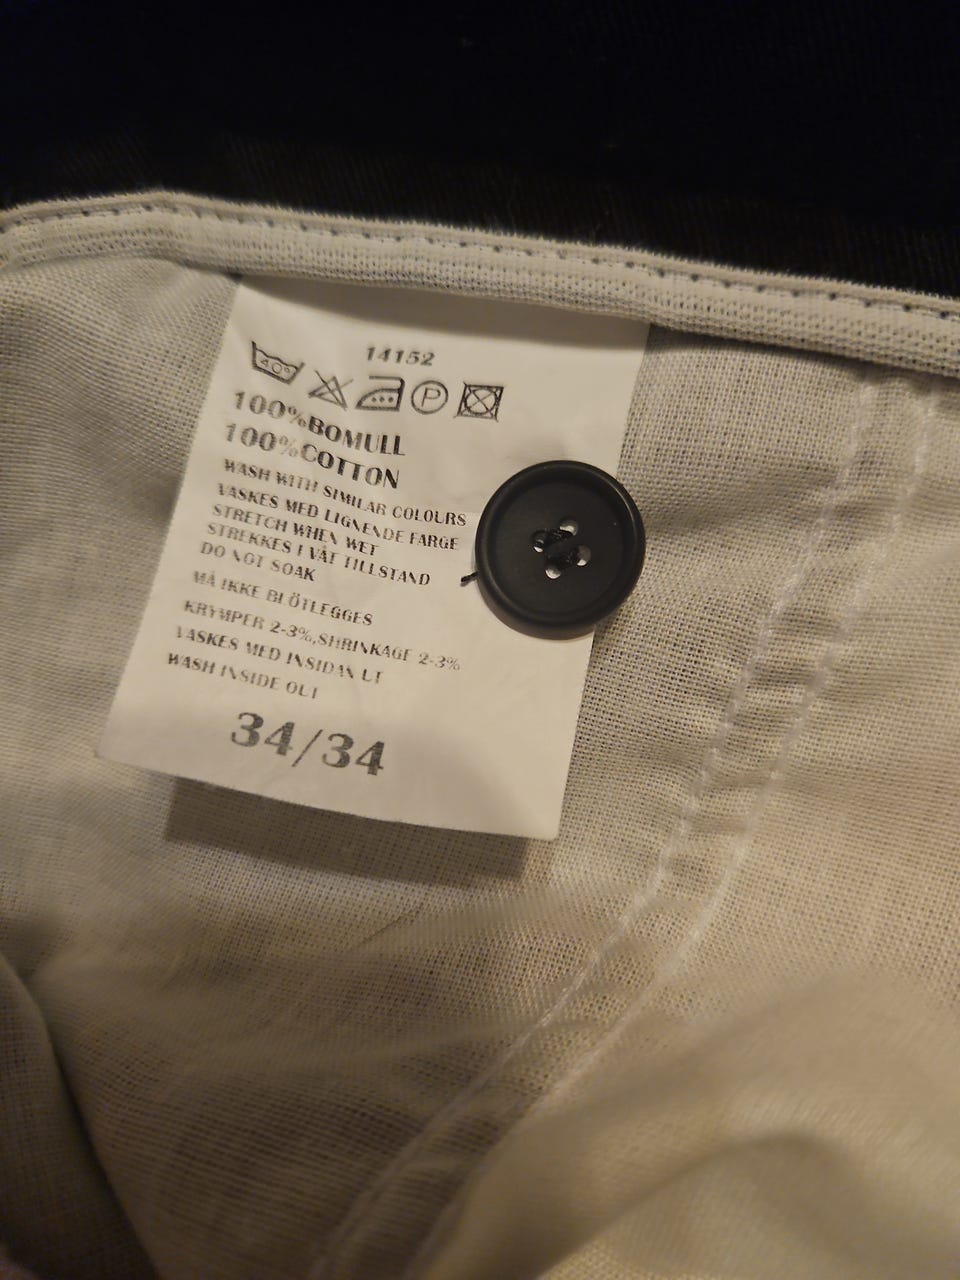 14152
40°
P
100%BOMULL
100%COTTON
WASH WITH SIMILAR COLOURS
VASKES MED LIGNENDE FARGE
STRETCH WHEN WET
STREKKES I VÅT TILLSTAND
DO NOT SOAK
MÅ IKKE BLÖTLEGGES
KRYMPER 2-3%,SHRINKAGE 2-3%
VASKES MED INSIDAN UT
WASH INSIDE OUT
34/34